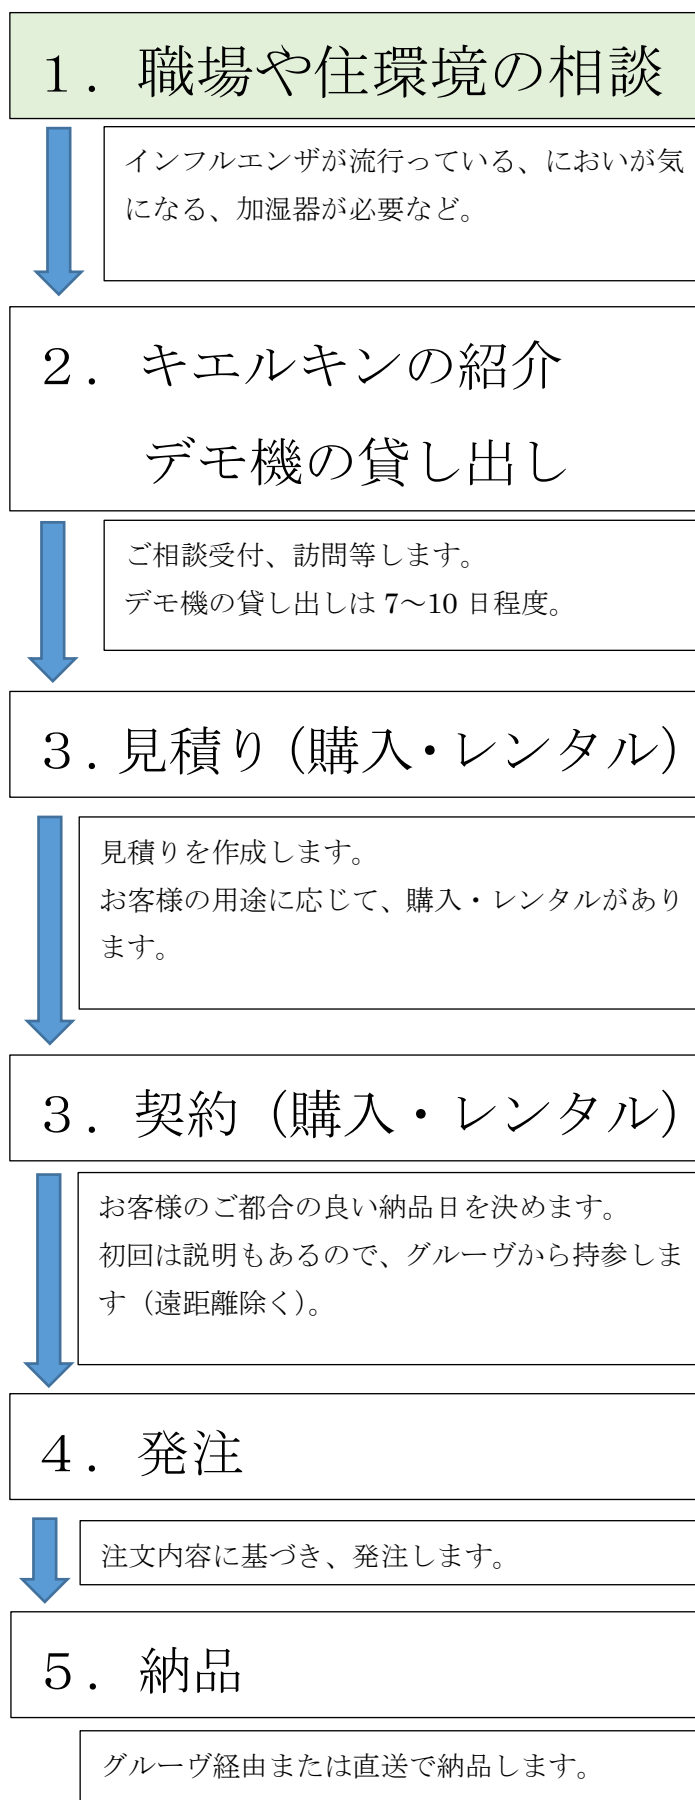 １．職場や住環境の相談
インフルエンザが流行っている、においが気
になる、加湿器が必要など。
２．キエルキンの紹介
デモ機の貸し出し
ご相談受付、訪問等します。
デモ機の貸し出しは 7～10 日程度。
３．見積り（購入・レンタル）
見積りを作成します。
お客様の用途に応じて、購入・レンタルがあり
ます。
３．契約（購入・レンタル）
お客様のご都合の良い納品日を決めます。
初回は説明もあるので、グルーヴから持参しま
す（遠距離除く）。
４．発注
注文内容に基づき、発注します。
５．納品
グルーヴ経由または直送で納品します。